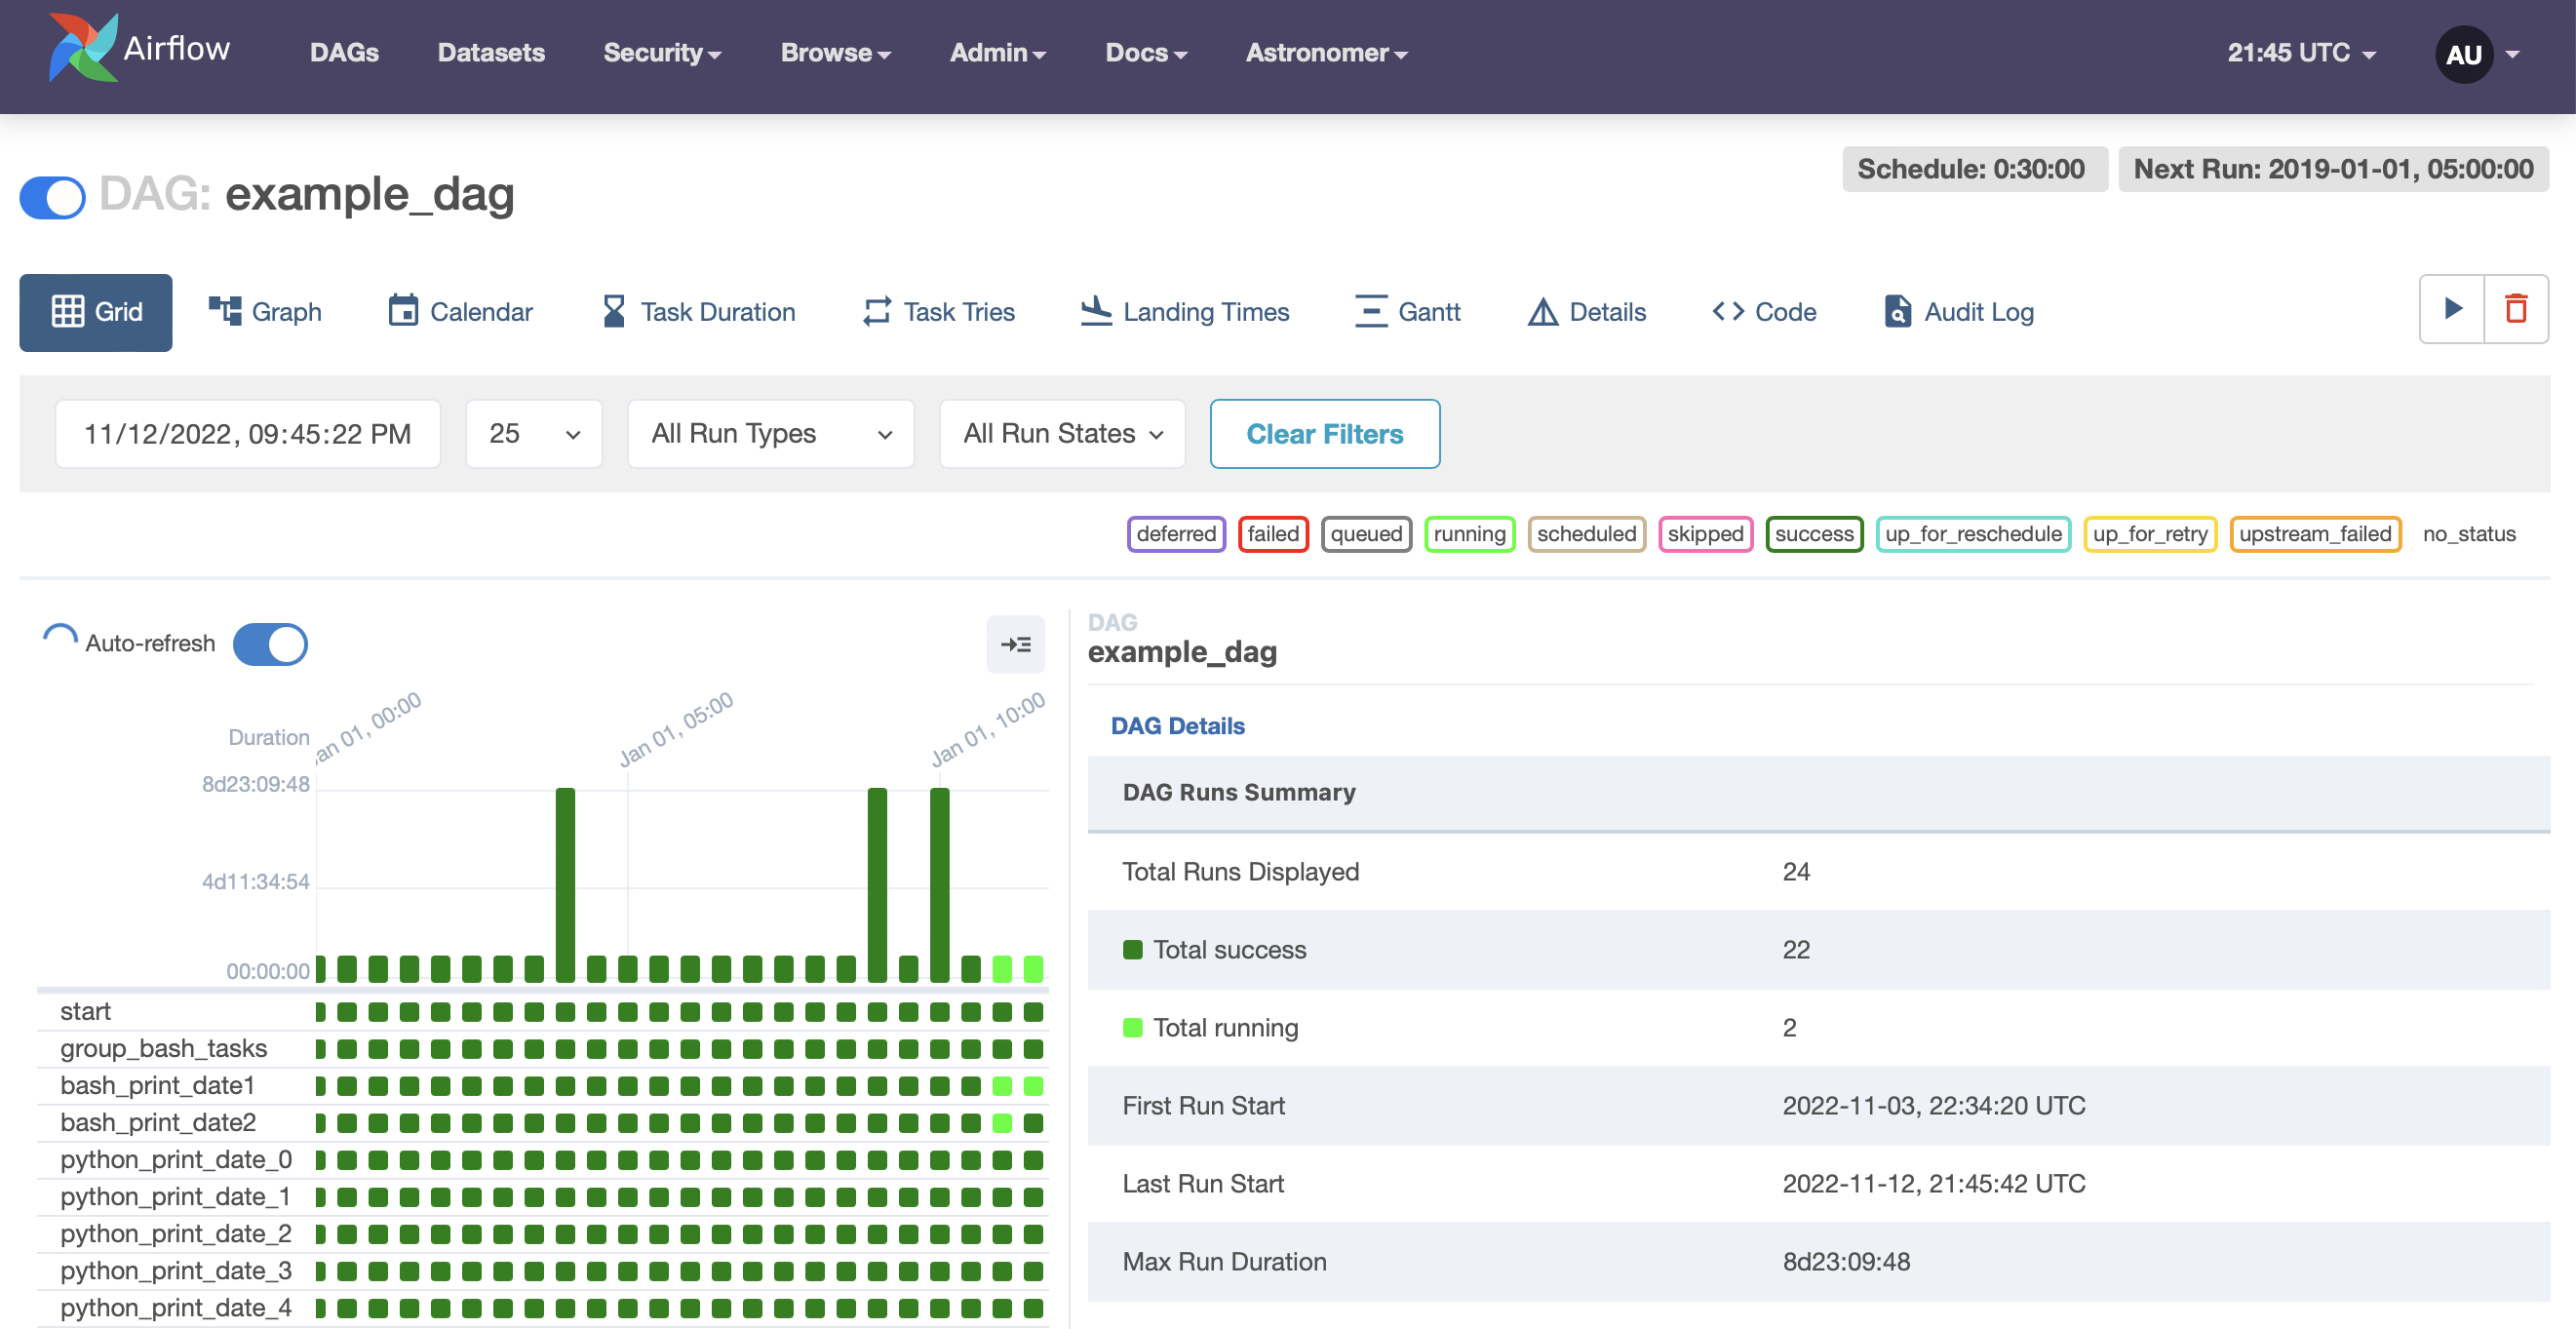 Airflow DAGs Datasets Security Browse Admin Docs Astronomer 21:45 UTC AU
DAG: example_dag Schedule: 0:30:00 Next Run: 2019-01-01, 05:00:00
Grid Graph Calendar Task Duration Task Tries Landing Times Gantt Details Code Audit Log
11/12/2022, 09:45:22 PM 25 All Run Types All Run States Clear Filters
deferred failed queued running scheduled skipped success up_for_reschedule up_for_retry upstream_failed no_status
Auto-refresh
an 01, 00:00 Jan 01, 05:00 Jan 01, 10:00
Duration
8d23:09:48
4d11:34:54
00:00:00
start
group_bash_tasks
bash_print_date1
bash_print_date2
python_print_date_0
python_print_date_1
python_print_date_2
python_print_date_3
python_print_date_4
DAG
example_dag
DAG Details
DAG Runs Summary
Total Runs Displayed 24
Total success 22
Total running 2
First Run Start 2022-11-03, 22:34:20 UTC
Last Run Start 2022-11-12, 21:45:42 UTC
Max Run Duration 8d23:09:48